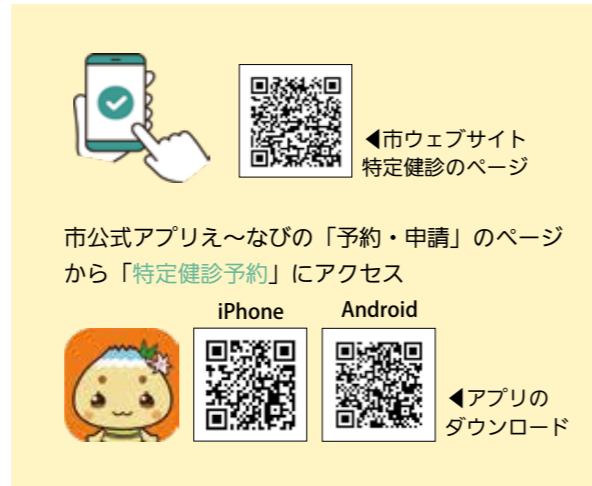 ◀市ウェブサイト
特定健診のページ
市公式アプリえ～なびの「予約・申請」のページ
から「特定健診予約」にアクセス
iPhone
Android
◀アプリの
ダウンロード